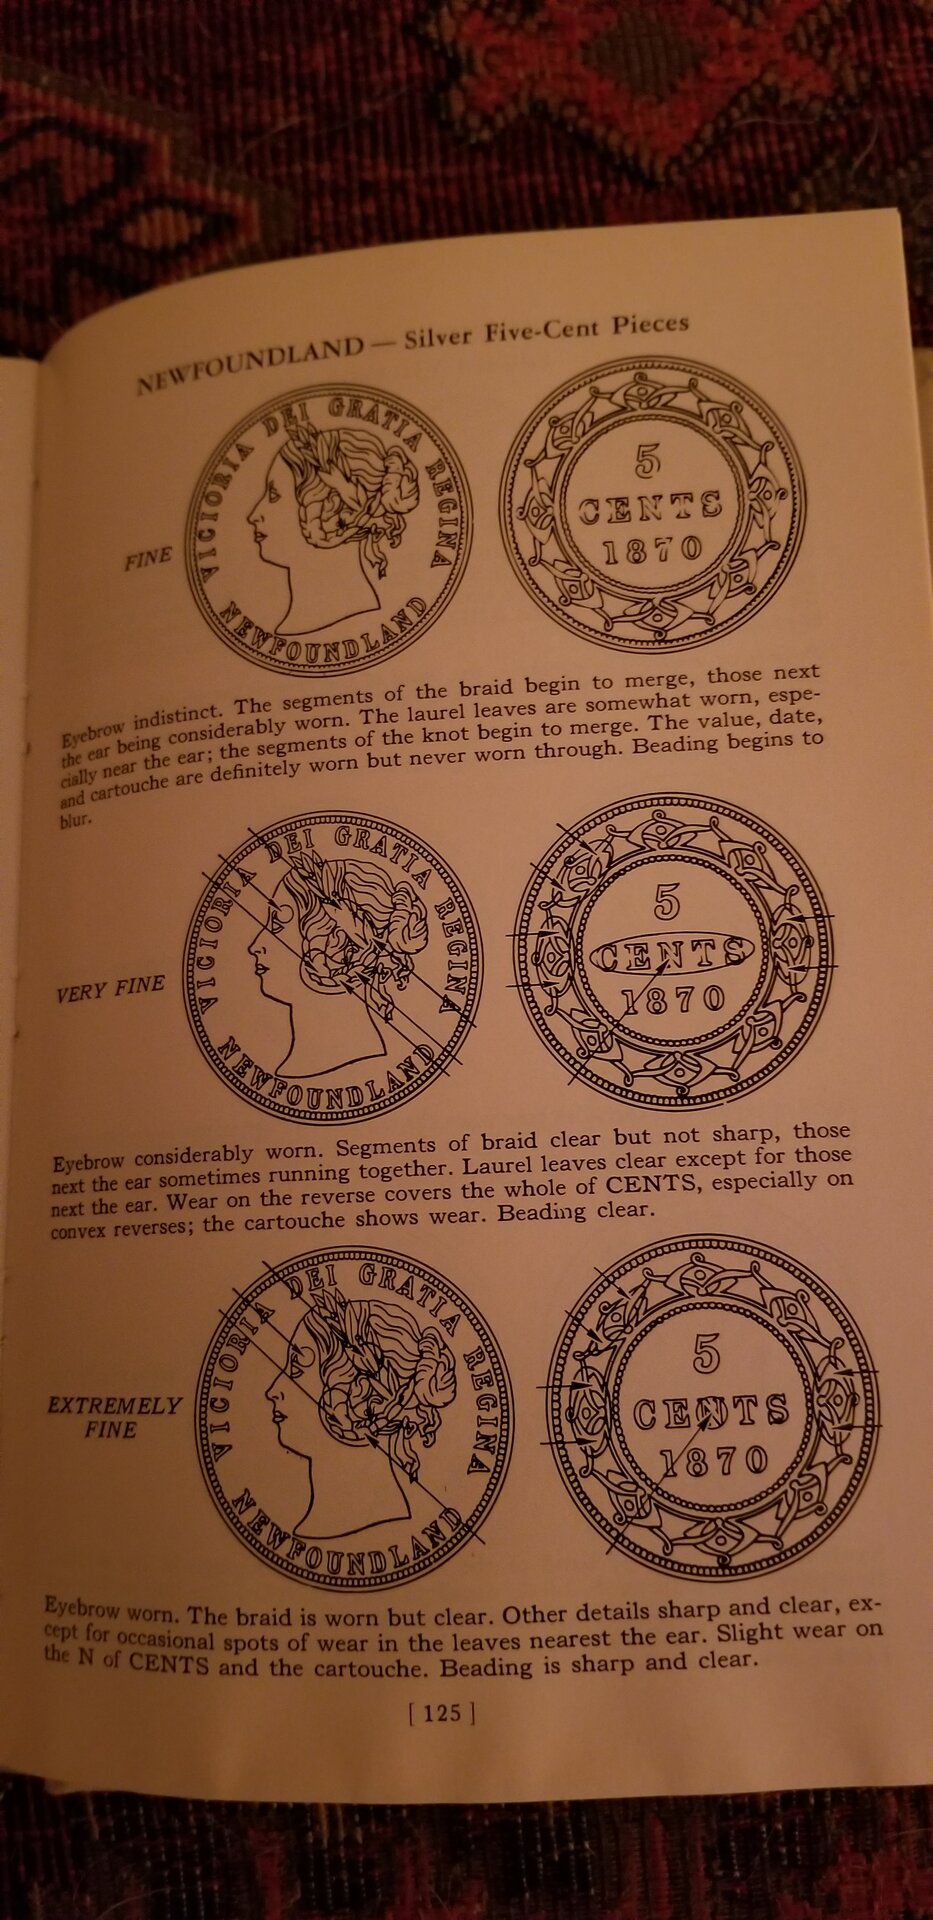 NEWFOUNDLAND — Silver Five-Cent Pieces
VICTORIA DEI GRATIA REGINA
NEWFOUNDLAND
5
CENTS
1870
FINE
Eyebrow indistinct. The segments of the braid begin to merge, those next
the ear being considerably worn. The laurel leaves are somewhat worn, espe-
cially near the ear; the segments of the knot begin to merge. The value, date,
and cartouche are definitely worn but never worn through. Beading begins to
blur.
VICTORIA DEI GRATIA REGINA
NEWFOUNDLAND
5
CENTS
1870
VERY FINE
Eyebrow considerably worn. Segments of braid clear but not sharp, those
next the ear sometimes running together. Laurel leaves clear except for those
next the ear. Wear on the reverse covers the whole of CENTS, especially on
convex reverses; the cartouche shows wear. Beading clear.
VICTORIA DEI GRATIA REGINA
NEWFOUNDLAND
5
CENTS
1870
EXTREMELY
FINE
Eyebrow worn. The braid is worn but clear. Other details sharp and clear, ex-
cept for occasional spots of wear in the leaves nearest the ear. Slight wear on
the N of CENTS and the cartouche. Beading is sharp and clear.
[ 125 ]